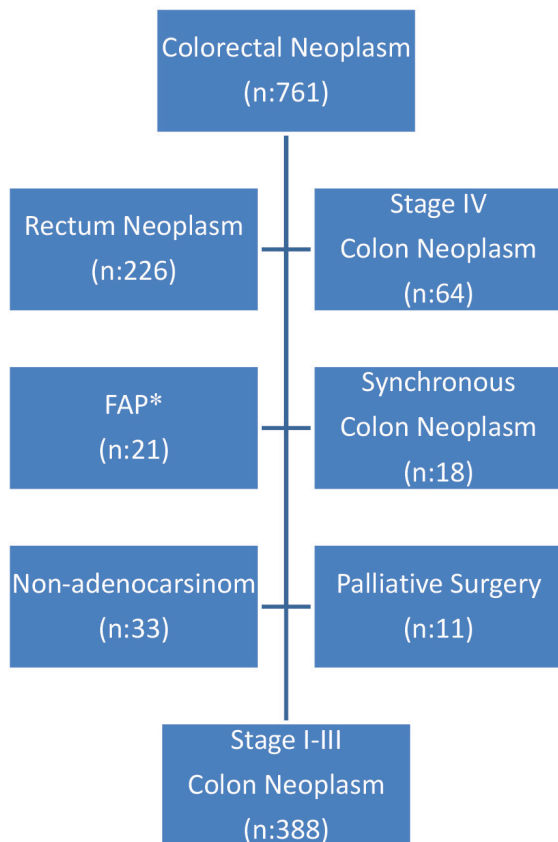 Colorectal Neoplasm
(n:761)
Rectum Neoplasm
(n:226)
Stage IV
Colon Neoplasm
(n:64)
FAP*
(n:21)
Synchronous
Colon Neoplasm
(n:18)
Non-adenocarsinom
(n:33)
Palliative Surgery
(n:11)
Stage I-III
Colon Neoplasm
(n:388)